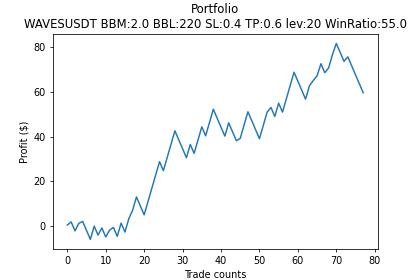 Portfolio
WAVESUSDT BBM:2.0 BBL:220 SL:0.4 TP:0.6 lev:20 WinRatio:55.0
80
60
40
20
0
Profit ($)
0 10 20 30 40 50 60 70 80
Trade counts